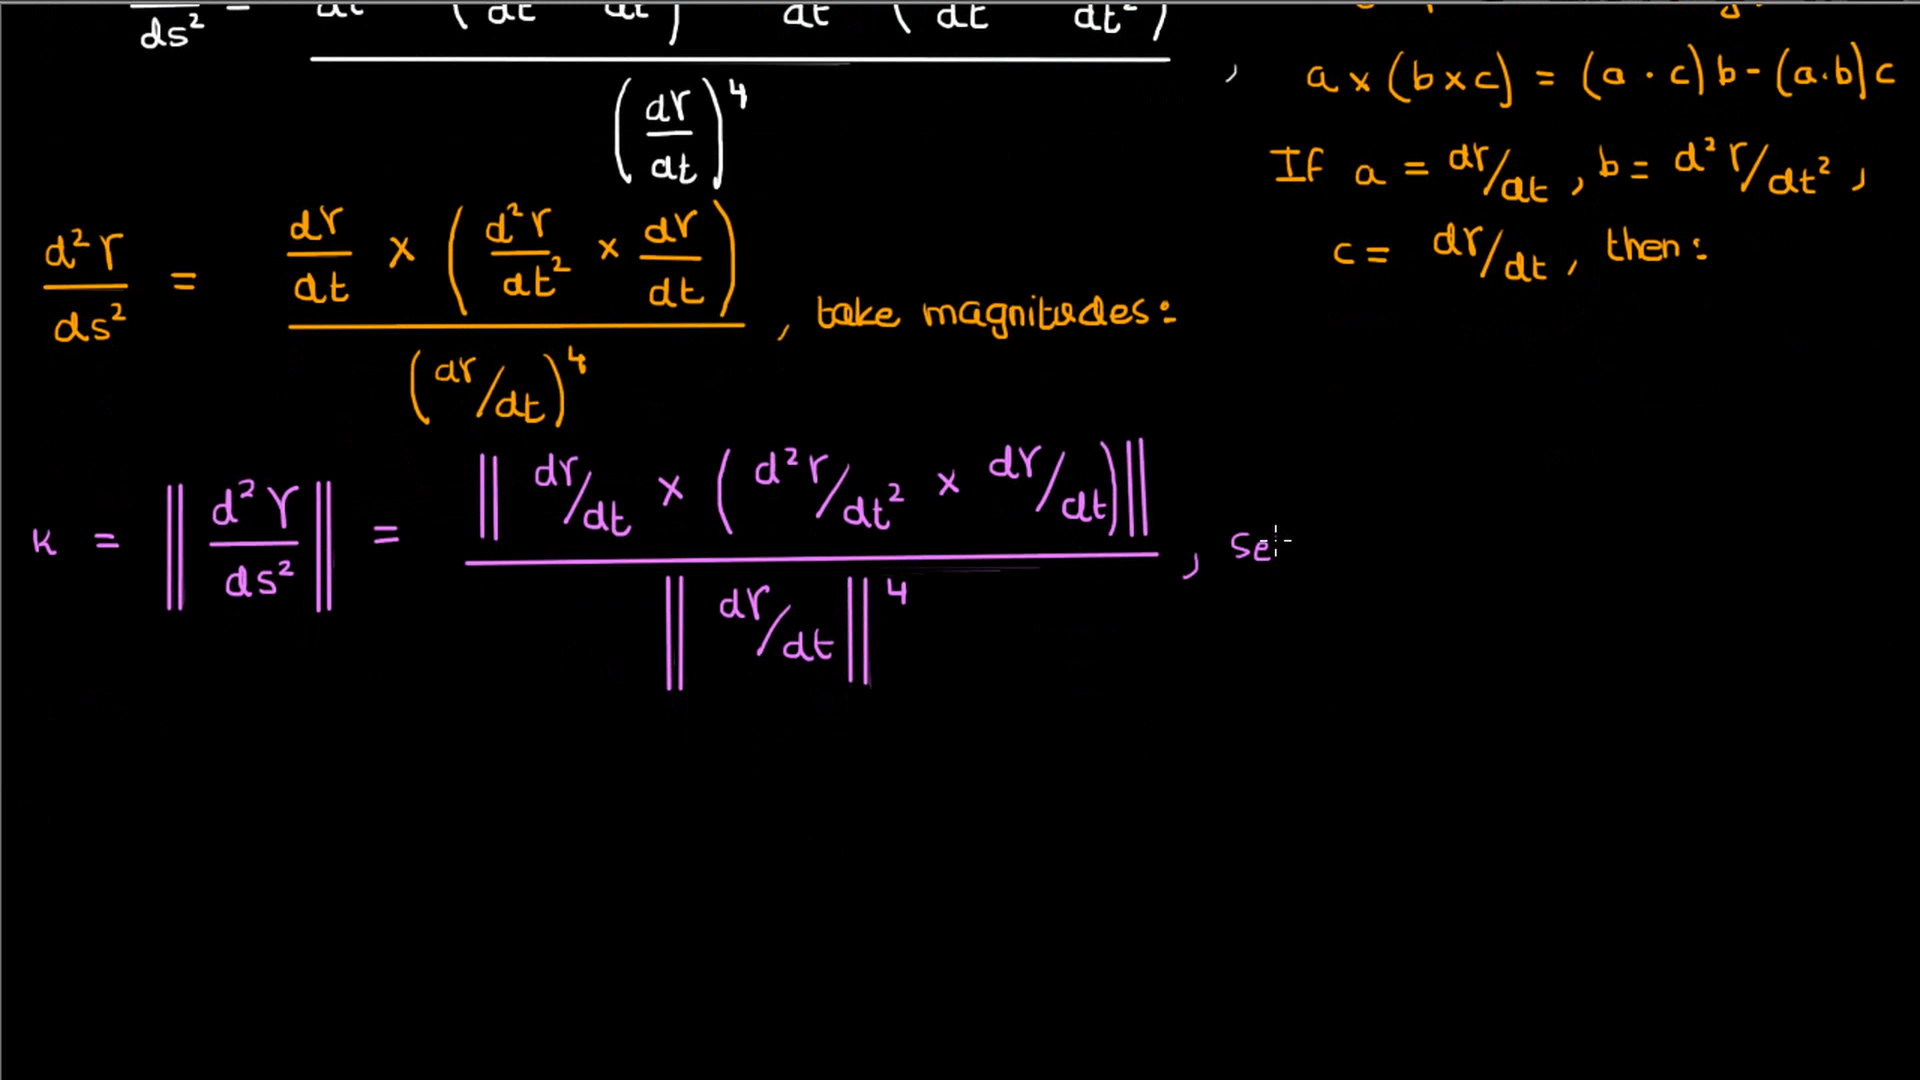 d²r/ds² = dr/dt × (d²r/dt² × dr/dt) / (dr/dt)⁴ , take magnitudes:
κ = ‖d²r/ds²‖ = ‖dr/dt × (d²r/dt² × dr/dt)‖ / ‖dr/dt‖⁴ , se
ds²
(dr/dt)⁴
,
a × (b × c) = (a · c) b - (a · b) c
If a = dr/dt , b = d²r/dt² ,
c = dr/dt , then: